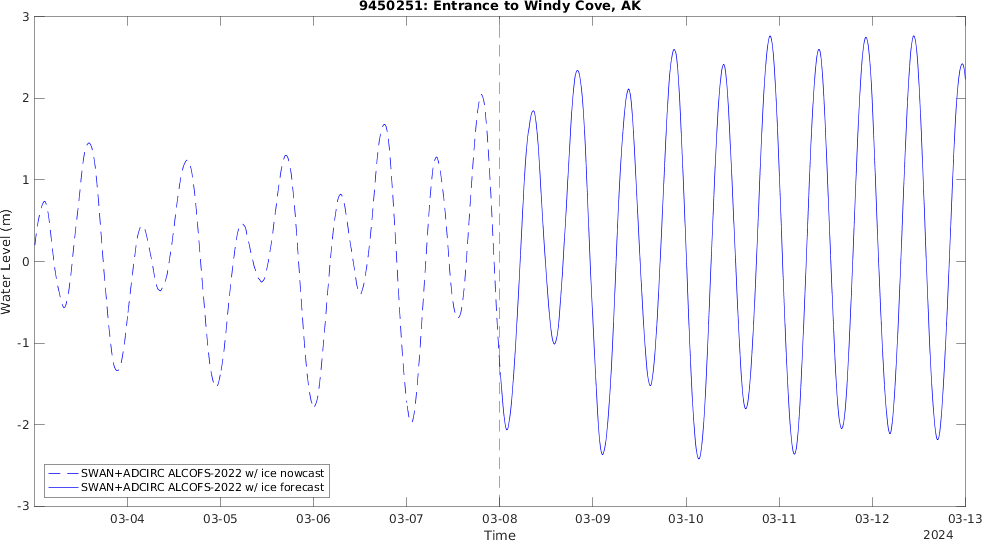 9450251: Entrance to Windy Cove, AK
Water Level (m)
3
2
1
0
-1
-2
-3
SWAN+ADCIRC ALCOFS-2022 w/ ice nowcast
SWAN+ADCIRC ALCOFS-2022 w/ ice forecast
03-04 03-05 03-06 03-07 03-08 03-09 03-10 03-11 03-12 03-13
Time
2024